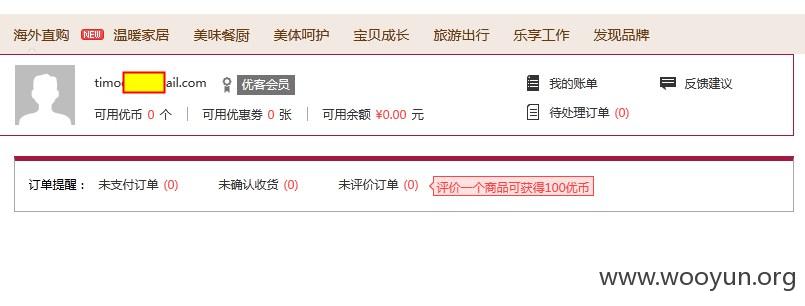 海外直购 NEW 温暖家居 美味餐厨 美体呵护 宝贝成长 旅游出行 乐享工作 发现品牌
timo ail.com 优客会员 我的账单 反馈建议
可用优币 0 个 可用优惠劵 0 张 可用余额 ¥0.00 元 待处理订单 (0)
订单提醒： 未支付订单 (0) 未确认收货 (0) 未评价订单 (0) 评价一个商品可获得100优币
www.wooyun.org